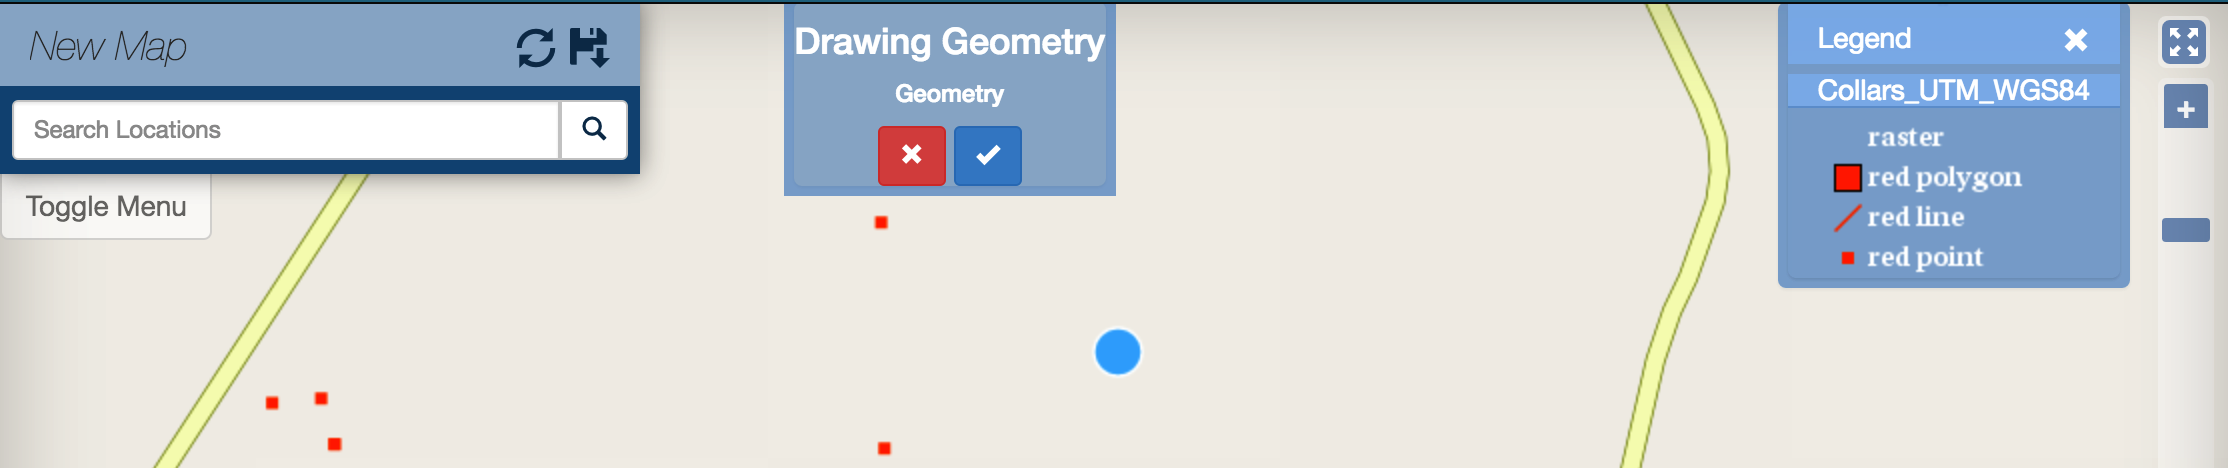 New Map
Search Locations
Toggle Menu
Drawing Geometry
Geometry
Legend
Collars_UTM_WGS84
raster
red polygon
red line
red point